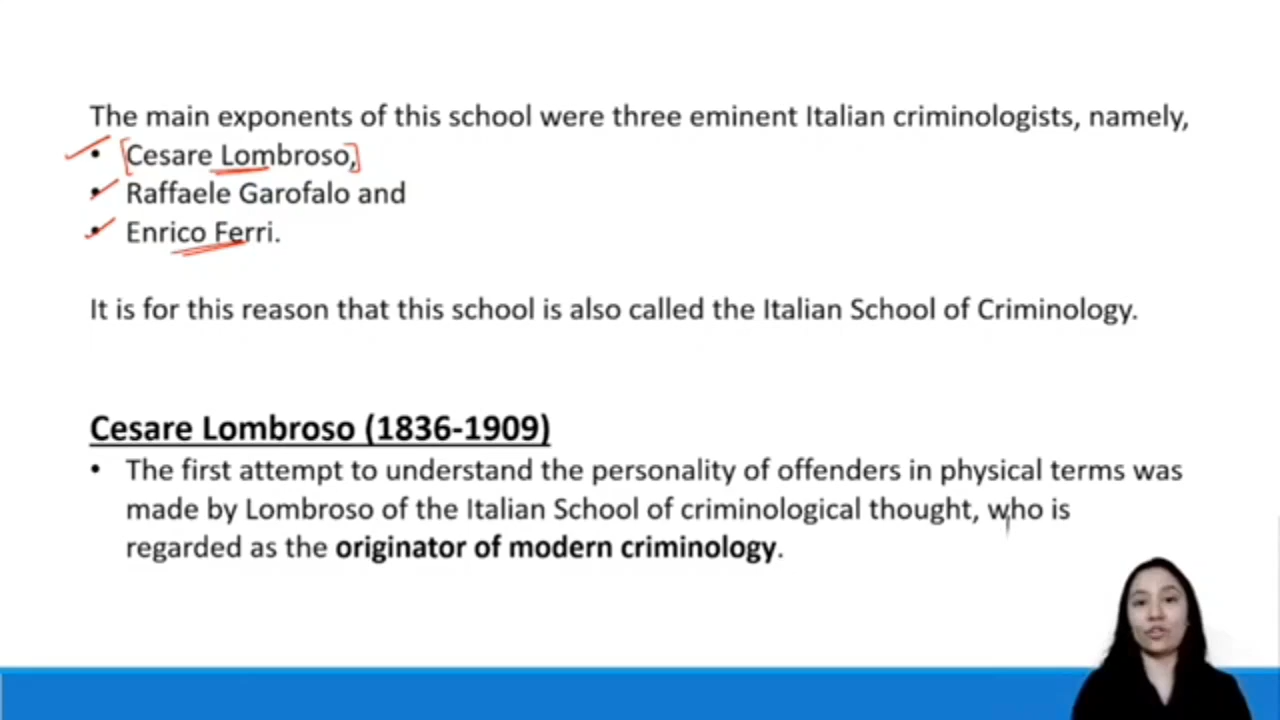 The main exponents of this school were three eminent Italian criminologists, namely,
• Cesare Lombroso,
• Raffaele Garofalo and
• Enrico Ferri.
It is for this reason that this school is also called the Italian School of Criminology.
Cesare Lombroso (1836-1909)
• The first attempt to understand the personality of offenders in physical terms was
made by Lombroso of the Italian School of criminological thought, who is
regarded as the originator of modern criminology.